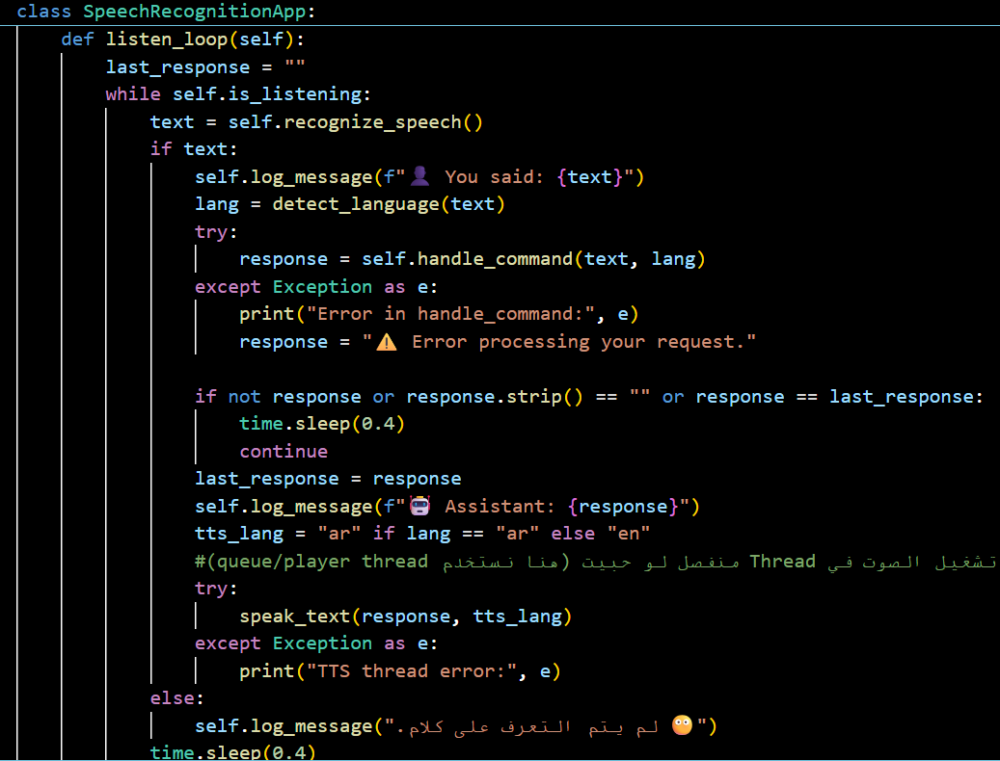 class SpeechRecognitionApp:
    def listen_loop(self):
        last_response = ""
        while self.is_listening:
            text = self.recognize_speech()
            if text:
                self.log_message(f"👤 You said: {text}")
                lang = detect_language(text)
                try:
                    response = self.handle_command(text, lang)
                except Exception as e:
                    print("Error in handle_command:", e)
                    response = "⚠️ Error processing your request."
                if not response or response.strip() == "" or response == last_response:
                    time.sleep(0.4)
                    continue
                last_response = response
                self.log_message(f"🤖 Assistant: {response}")
                tts_lang = "ar" if lang == "ar" else "en"
                #تشغيل الصوت في Thread منفصل لو حبيت (هنا نستخدم queue/player thread)
                try:
                    speak_text(response, tts_lang)
                except Exception as e:
                    print("TTS thread error:", e)
            else:
                self.log_message("😶 لم يتم التعرف على كلام.")
            time.sleep(0.4)